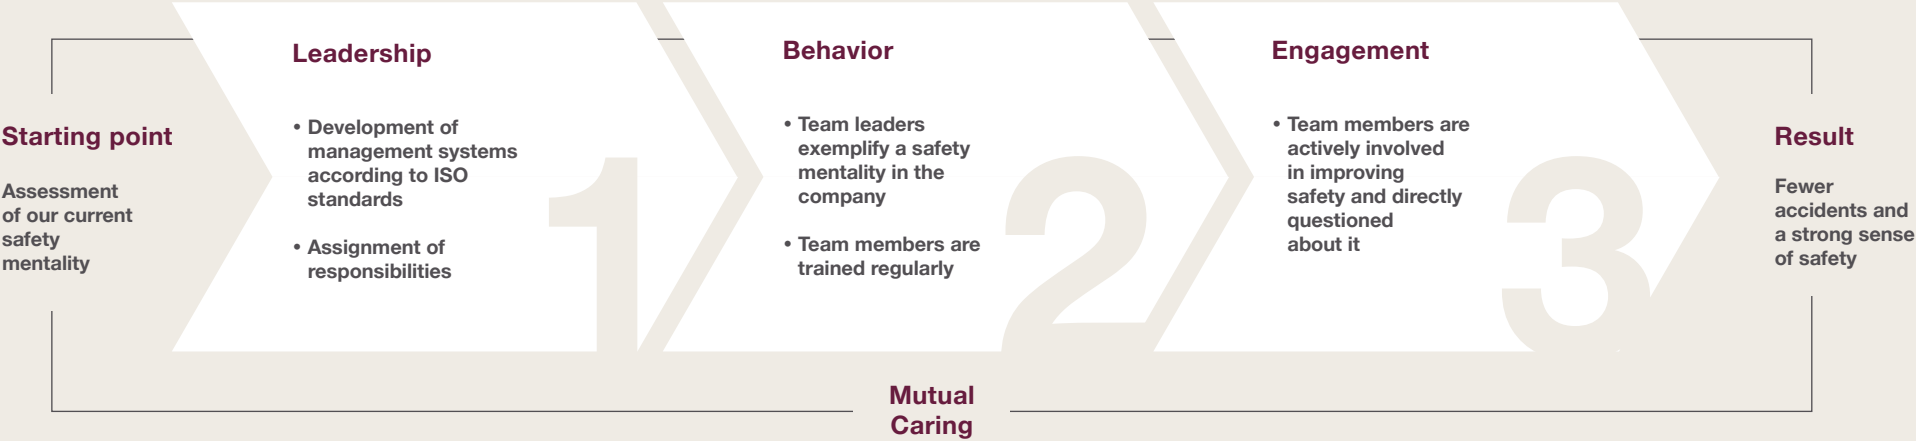 Starting point
Assessment
of our current
safety
mentality
Leadership
• Development of
management systems
according to ISO
standards
• Assignment of
responsibilities
1
Behavior
• Team leaders
exemplify a safety
mentality in the
company
• Team members are
trained regularly
2
Engagement
• Team members are
actively involved
in improving
safety and directly
questioned
about it
3
Result
Fewer
accidents and
a strong sense
of safety
Mutual
Caring